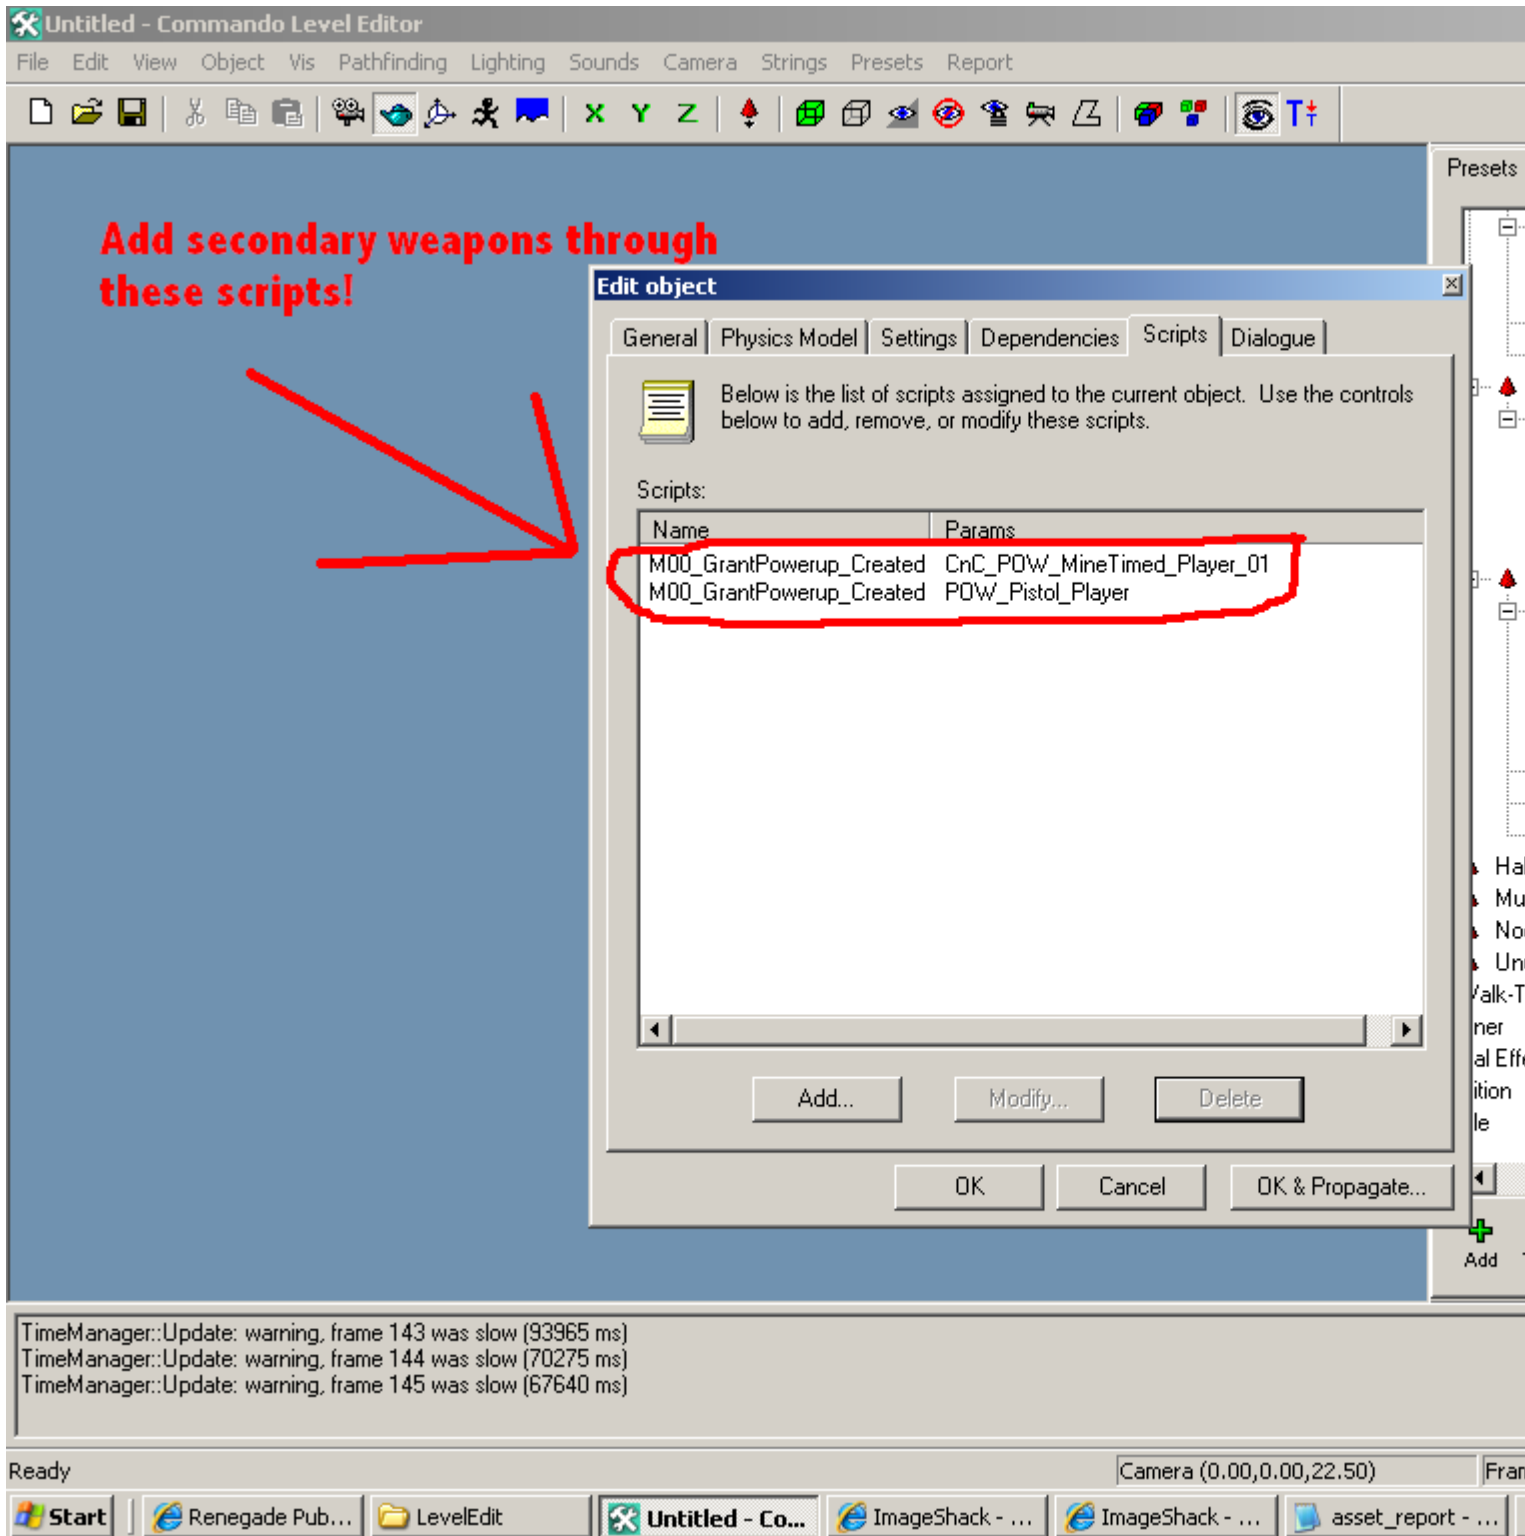 Untitled - Commando Level Editor
File Edit View Object Vis Pathfinding Lighting Sounds Camera Strings Presets Report
X Y Z T
Presets
Add secondary weapons through
these scripts!
Edit object
General Physics Model Settings Dependencies Scripts Dialogue
Below is the list of scripts assigned to the current object. Use the controls
below to add, remove, or modify these scripts.
Scripts:
Name Params
M00_GrantPowerup_Created CnC_POW_MineTimed_Player_01
M00_GrantPowerup_Created POW_Pistol_Player
Add... Modify... Delete
OK Cancel OK & Propagate...
Add
TimeManager::Update: warning, frame 143 was slow (93965 ms)
TimeManager::Update: warning, frame 144 was slow (70275 ms)
TimeManager::Update: warning, frame 145 was slow (67640 ms)
Ready Camera (0.00,0.00,22.50) Fran
Start Renegade Pub... LevelEdit Untitled - Co... ImageShack - ... ImageShack - ... asset_report - ...